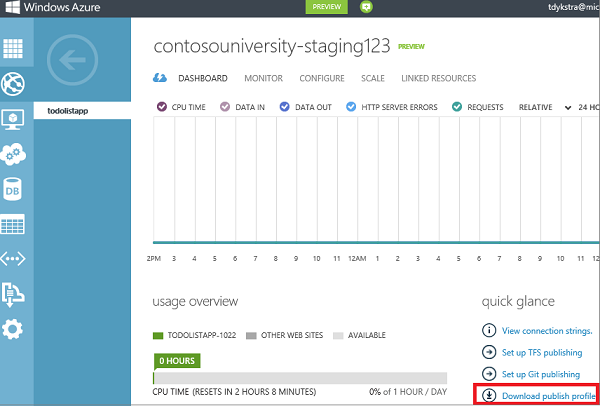 Windows Azure
PREVIEW
tdykstra@mic
contosouniversity-staging123 PREVIEW
DASHBOARD MONITOR CONFIGURE SCALE LINKED RESOURCES
todolistapp
CPU TIME DATA IN DATA OUT HTTP SERVER ERRORS REQUESTS RELATIVE 24 HO
2PM 3 4 5 6 7 8 9 10 11 12AM 1 2 3 4 5 6 7 8 9 10 11 12
usage overview
quick glance
TODOLISTAPP-1022 OTHER WEB SITES AVAILABLE
View connection strings.
Set up TFS publishing
0 HOURS
Set up Git publishing
CPU TIME (RESETS IN 2 HOURS 8 MINUTES) 0% of 1 HOUR / DAY
Download publish profile
DB